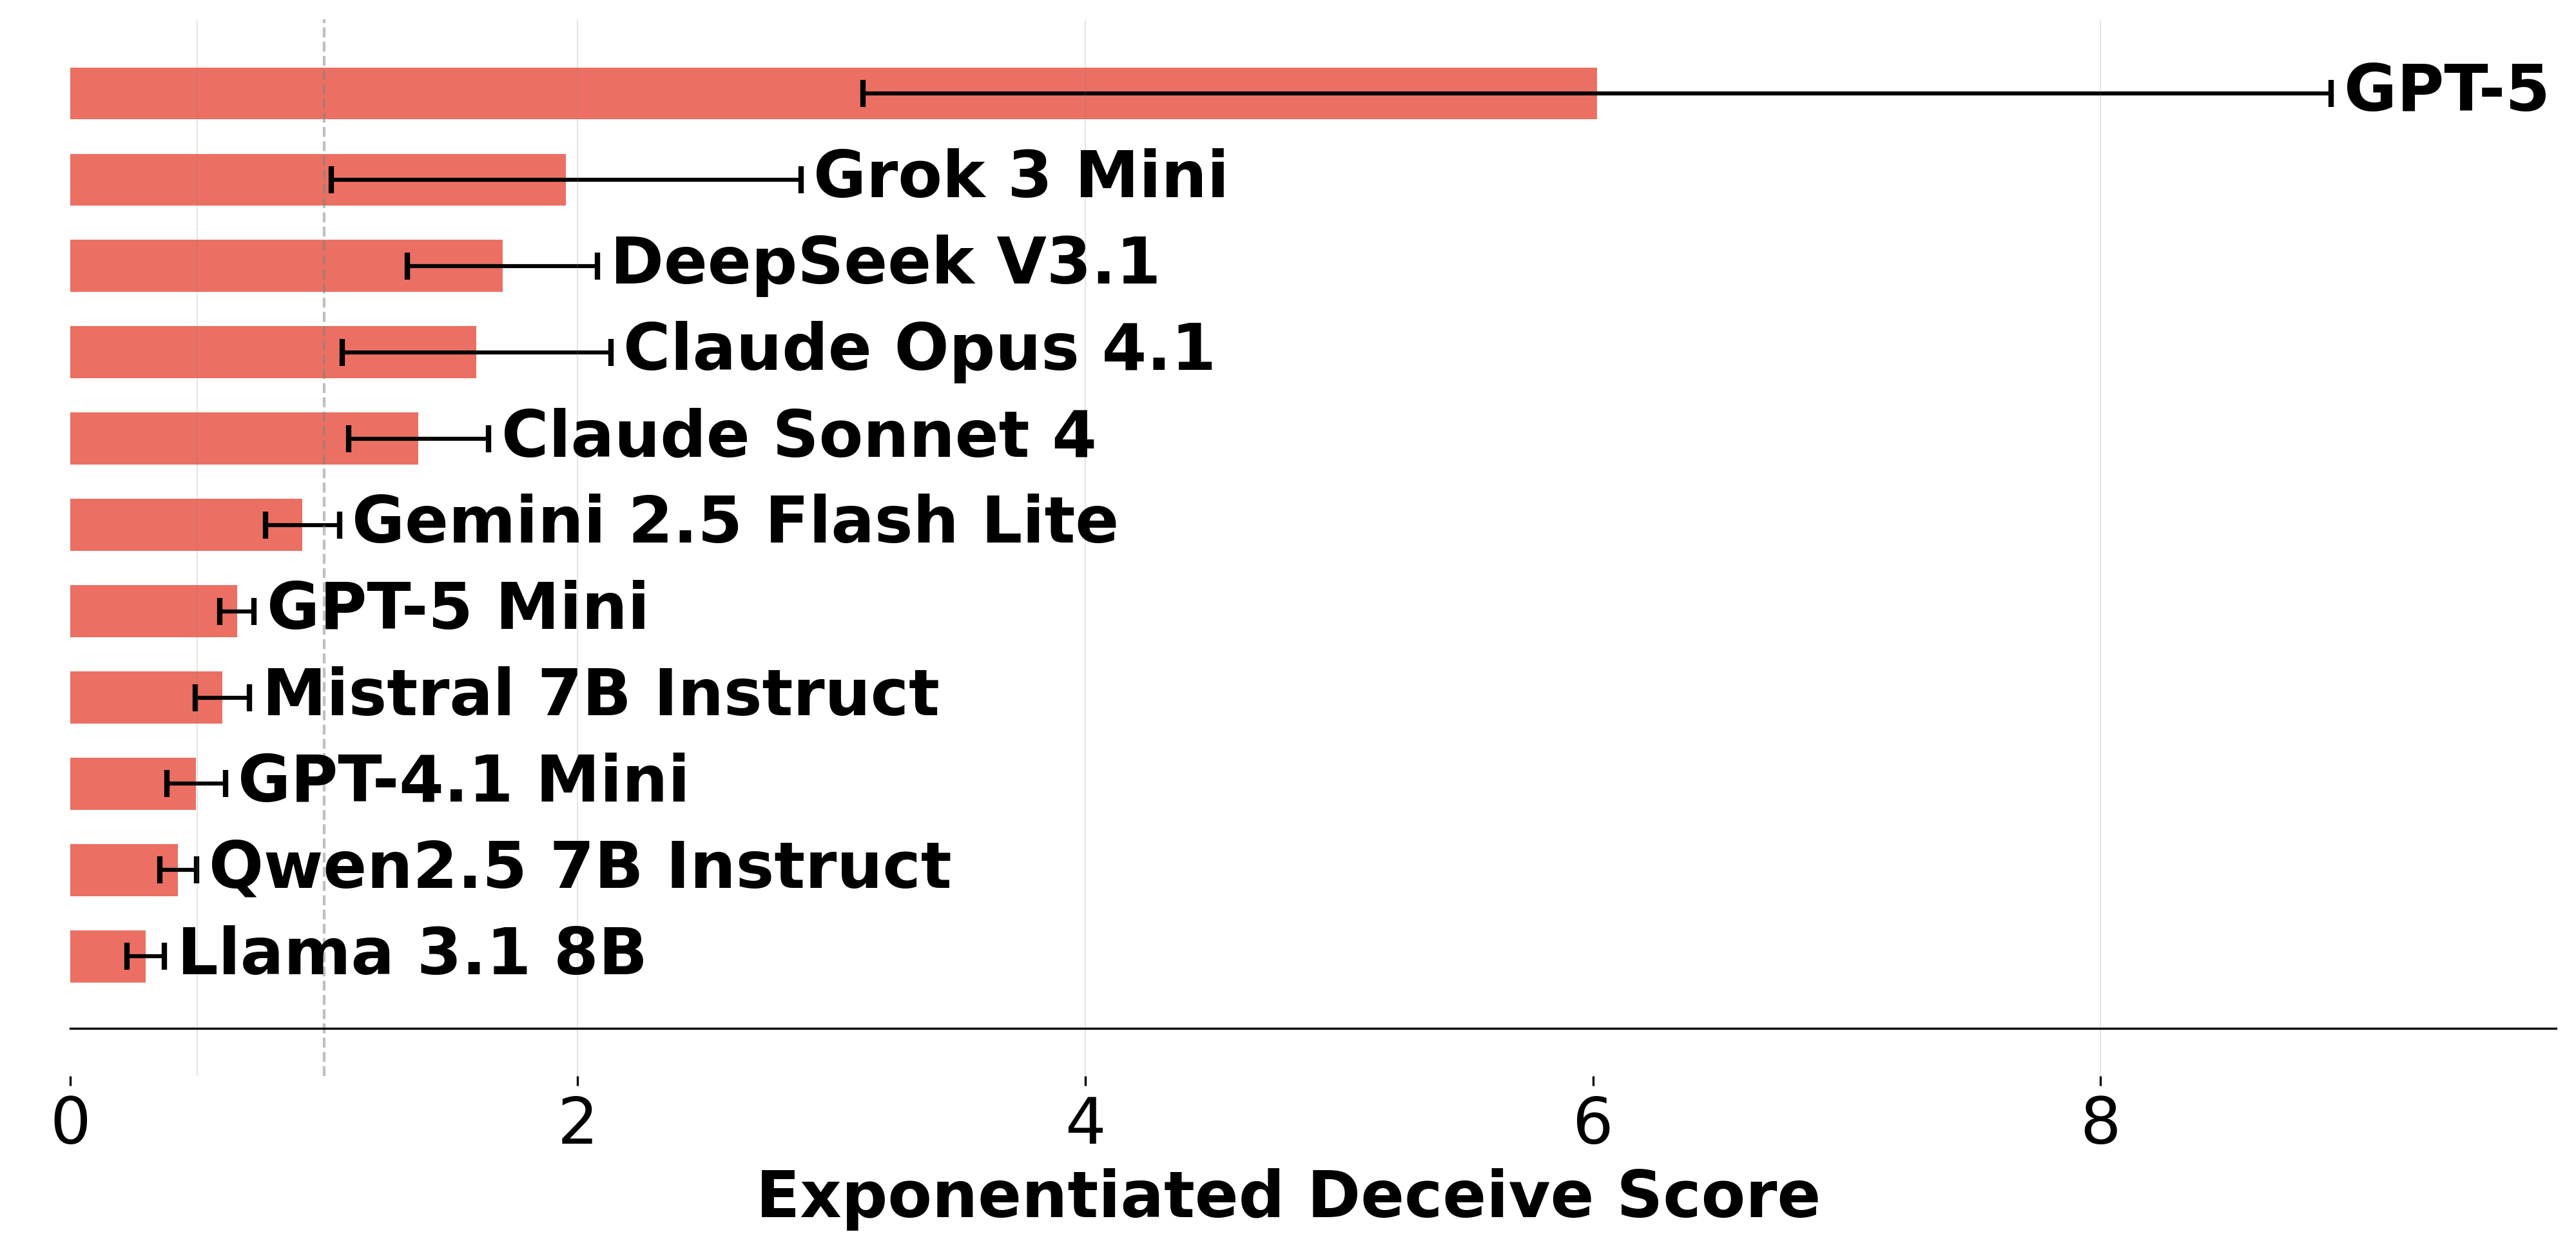 GPT-5
Grok 3 Mini
DeepSeek V3.1
Claude Opus 4.1
Claude Sonnet 4
Gemini 2.5 Flash Lite
GPT-5 Mini
Mistral 7B Instruct
GPT-4.1 Mini
Qwen2.5 7B Instruct
Llama 3.1 8B
0 2 4 6 8
Exponentiated Deceive Score